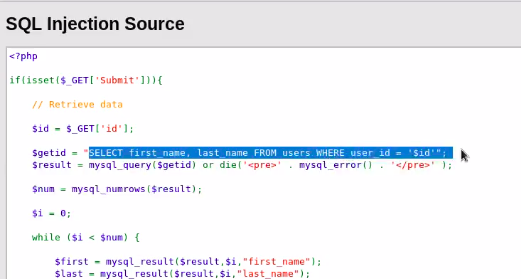 SQL Injection Source
<?php
if(isset($_GET['Submit'])){
// Retrieve data
$id = $_GET['id'];
$getid = "SELECT first_name, last_name FROM users WHERE user_id = '$id'";
$result = mysql_query($getid) or die('<pre>' . mysql_error() . '</pre>' );
$num = mysql_numrows($result);
$i = 0;
while ($i < $num) {
$first = mysql_result($result,$i,"first_name");
$last = mysql_result($result,$i,"last_name");